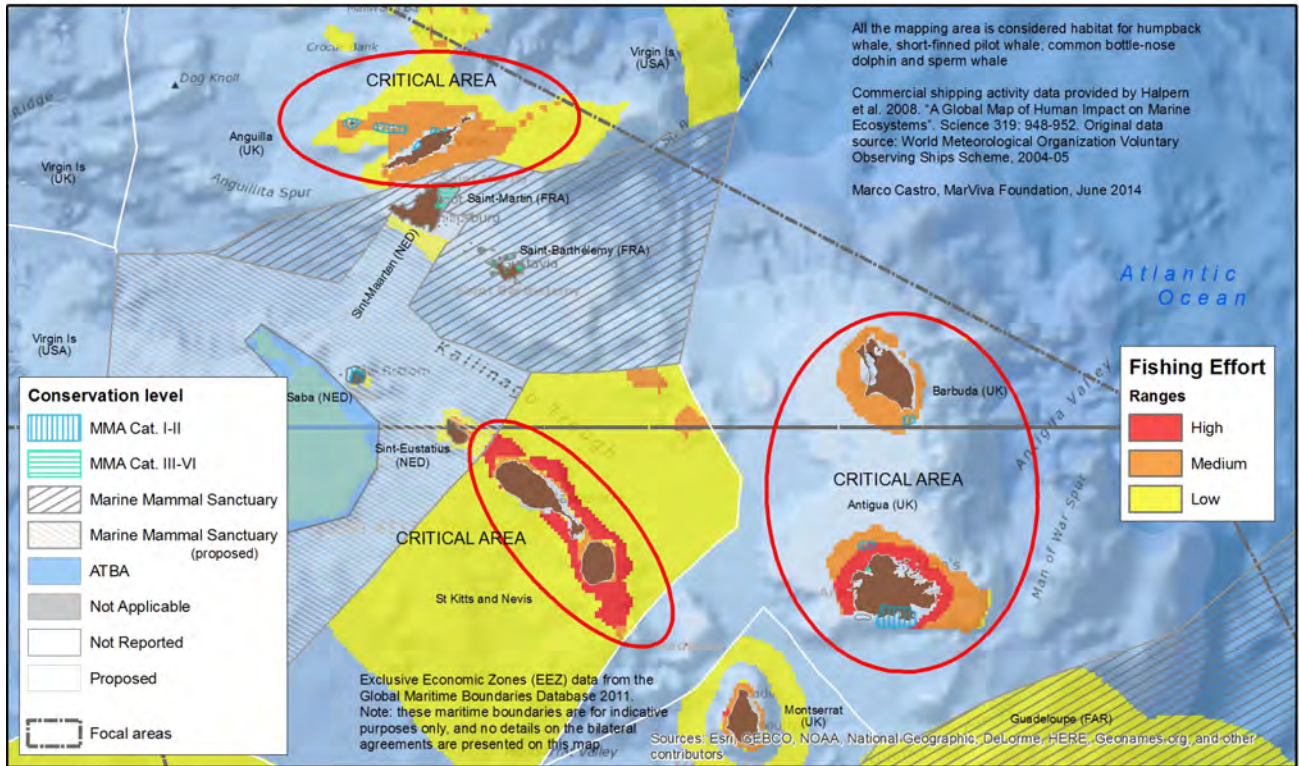 Crocus Bank
Dog Knoll
Ridge
CRITICAL AREA
Virgin Is
(USA)
Valley
Anguilla
(UK)
Virgin Is
(UK)
Anguillita Spur
Saint-Martin (FRA)
Saint-Barthelemy (FRA)
Sint-Maarten (NED)
All the mapping area is considered habitat for humpback
whale, short-finned pilot whale, common bottle-nose
dolphin and sperm whale
Commercial shipping activity data provided by Halpern
et al. 2008. "A Global Map of Human Impact on Marine
Ecosystems". Science 319: 948-952. Original data
source: World Meteorological Organization Voluntary
Observing Ships Scheme, 2004-05
Marco Castro, MarViva Foundation, June 2014
Atlantic
Ocean
Virgin Is
(USA)
Kalinago Trough
Saba (NED)
Sint-Eustatius
(NED)
Barbuda (UK)
Antigua Valley
CRITICAL AREA
Antigua (UK)
Man of War Spur
CRITICAL AREA
St Kitts and Nevis
Fishing Effort
Ranges
High
Medium
Low
Conservation level
MMA Cat. I-II
MMA Cat. III-VI
Marine Mammal Sanctuary
Marine Mammal Sanctuary
(proposed)
ATBA
Not Applicable
Not Reported
Proposed
Focal areas
Exclusive Economic Zones (EEZ) data from the
Global Maritime Boundaries Database 2011.
Note: these maritime boundaries are for indicative
purposes only, and no details on the bilateral
agreements are presented on this map
Valley
Montserrat
(UK)
Guadeloupe (FAR)
Sources: Esri, GEBCO, NOAA, National Geographic, DeLorme, HERE, Geonames.org, and other
contributors